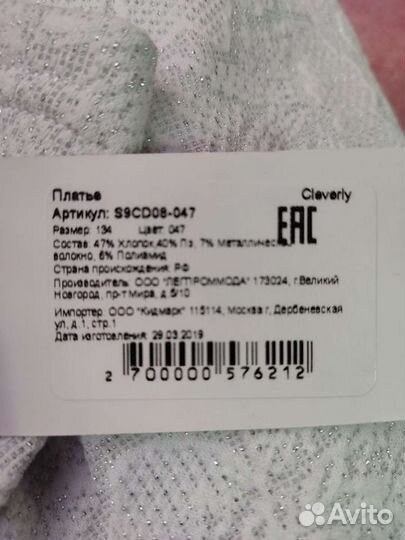 Платье Cleverly
Артикул: S9CD08-047
Размер: 134 Цвет: 047
Состав: 47% Хлопок,40% Пэ, 7% Металлическ
волокно, 6% Полиамид
Страна происхождения: РФ
Производитель: ООО "ЛЕГПРОММОДА" 173024, г.Великий
Новгород, пр-т Мира, д.5/10
Импортер: ООО "Кидмарк" 115114, Москва г, Дербеневская
ул, д.1, стр.1
Дата изготовления: 29.03.2019
EAC
2 700000 576212
Avito